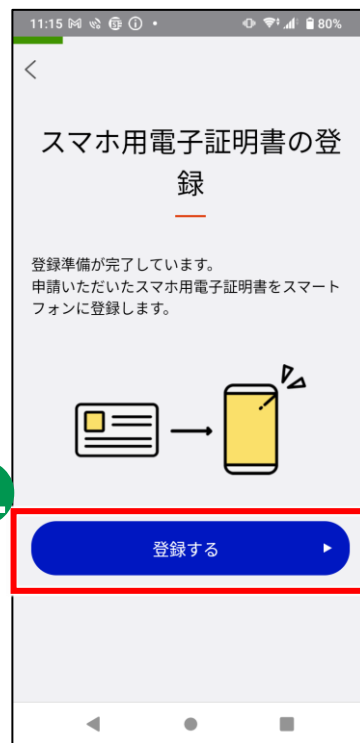 11:15 80%
スマホ用電子証明書の登
録
登録準備が完了しています。
申請いただいたスマホ用電子証明書をスマート
フォンに登録します。
登録する